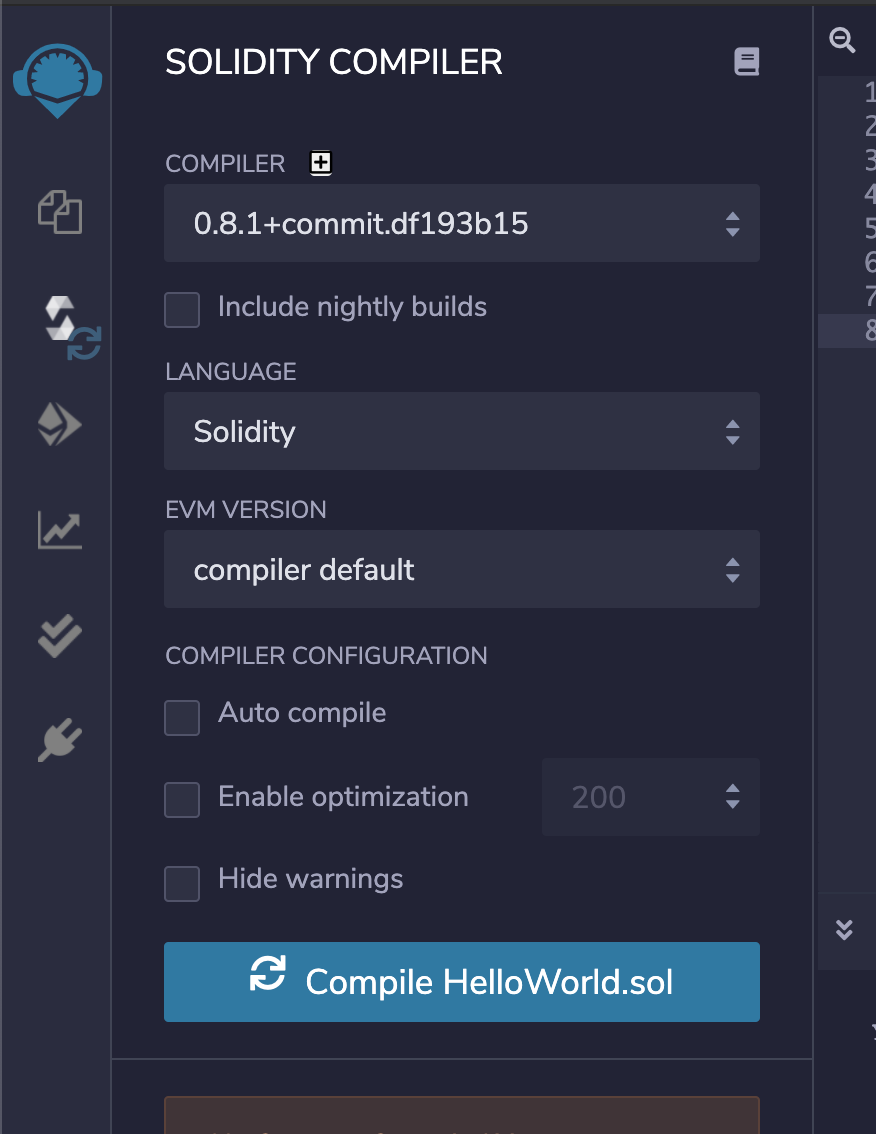 SOLIDITY COMPILER
COMPILER
0.8.1+commit.df193b15
Include nightly builds
LANGUAGE
Solidity
EVM VERSION
compiler default
COMPILER CONFIGURATION
Auto compile
Enable optimization
200
Hide warnings
Compile HelloWorld.sol
1
2
3
4
5
6
7
8